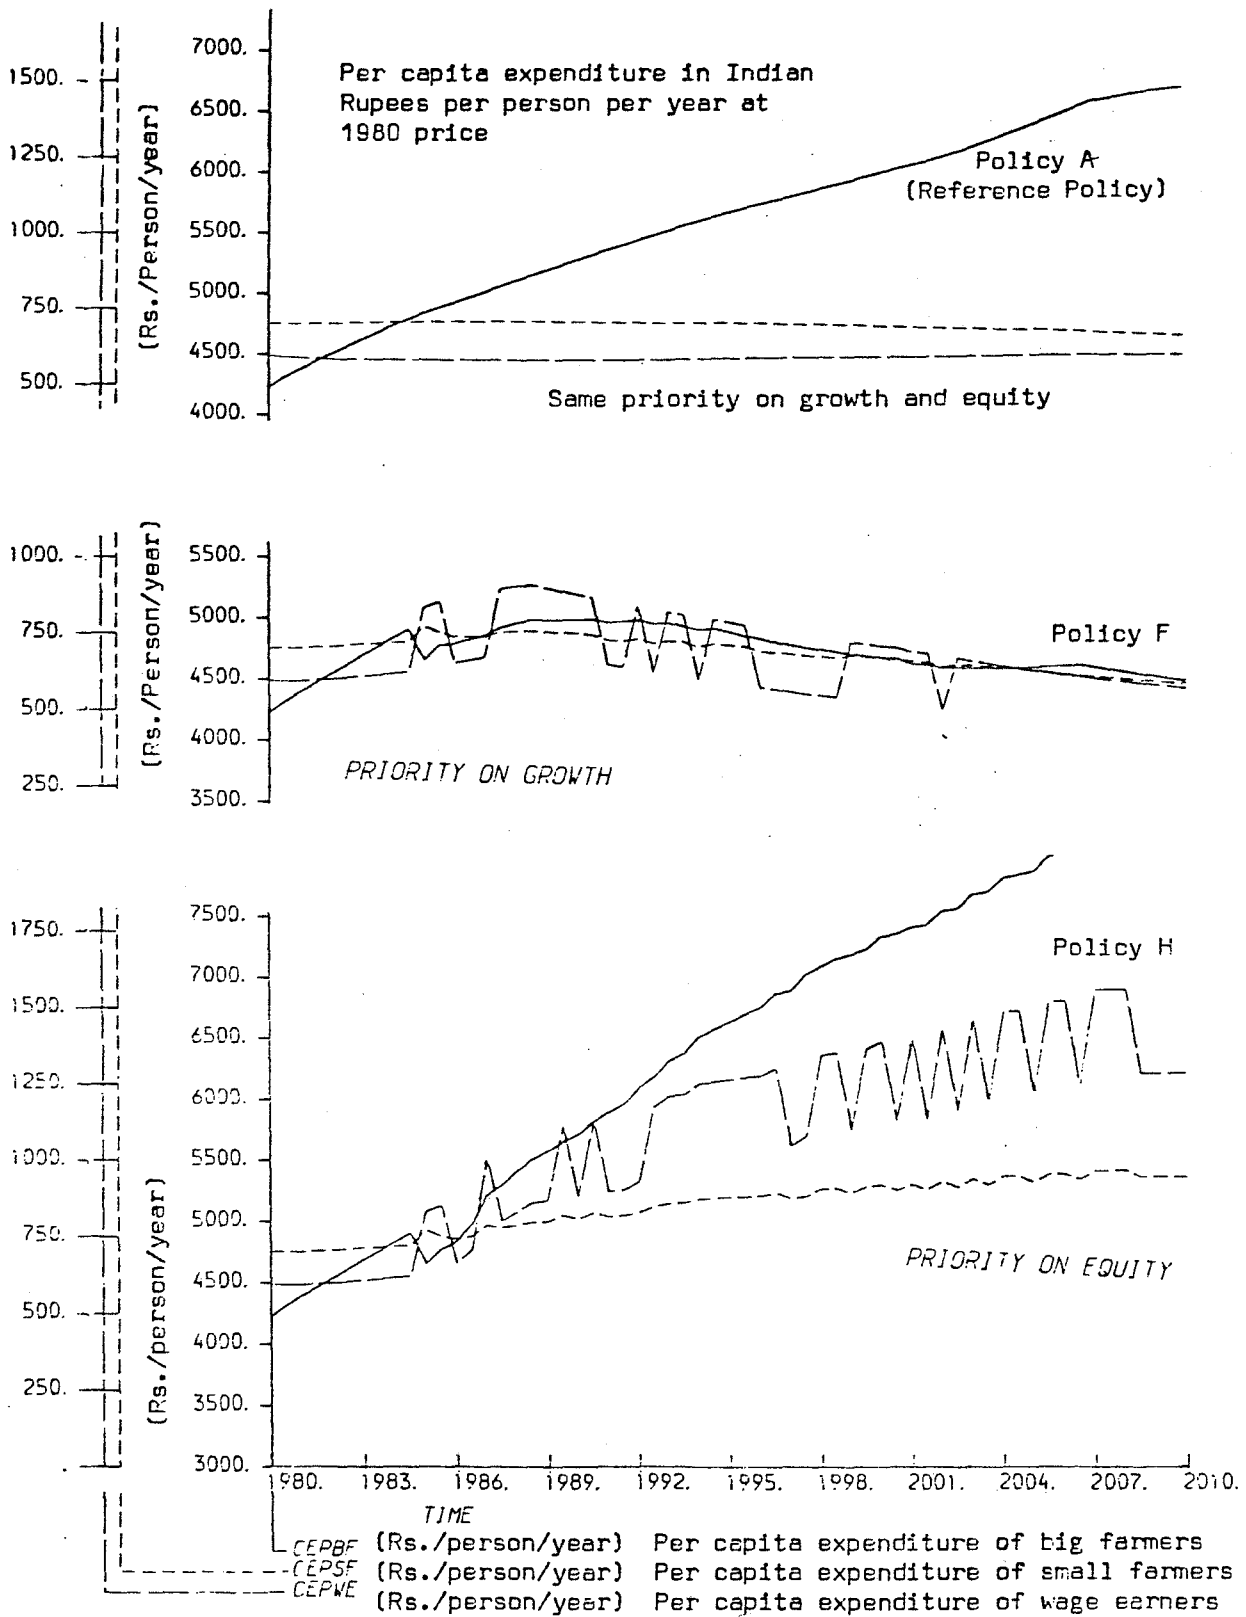 7000.
1500.
Per capita expenditure in Indian
Rupees per person per year at
1980 price
6500.
1250.
6000.
Policy A
(Reference Policy)
1000.
5500.
(Rs./Person/year)
750.
5000.
4500.
500.
4000.
Same priority on growth and equity
1000.
5500.
5000.
750.
Policy F
(Rs./Person/year)
4500.
500.
4000.
250.
3500.
PRIORITY ON GROWTH
7500.
1750.
Policy H
7000.
1500.
6500.
1250.
6000.
1000.
5500.
5000.
750.
PRIORITY ON EQUITY
4500.
500.
4000.
(Rs./person/year)
250.
3500.
3000.
1980. 1983. 1986. 1989. 1992. 1995. 1998. 2001. 2004. 2007. 2010.
TIME
CEPBF (Rs./person/year) Per capita expenditure of big farmers
CEPSF (Rs./person/year) Per capita expenditure of small farmers
CEPWE (Rs./person/year) Per capita expenditure of wage earners